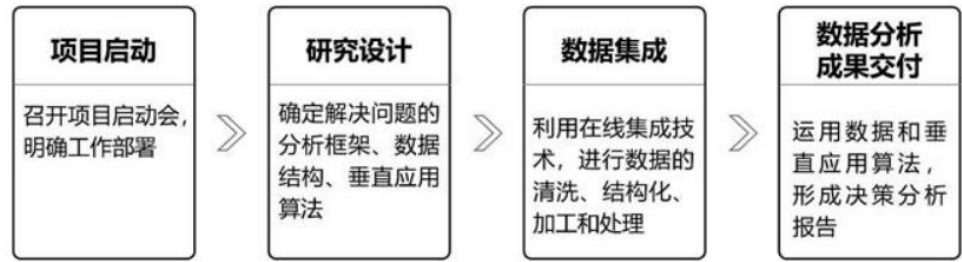 项目启动
召开项目启动会，
明确工作部署
研究设计
确定解决问题的
分析框架、数据
结构、垂直应用
算法
数据集成
利用在线集成技
术，进行数据的
清洗、结构化、
加工和处理
数据分析
成果交付
运用数据和垂
直应用算法，
形成决策分析
报告